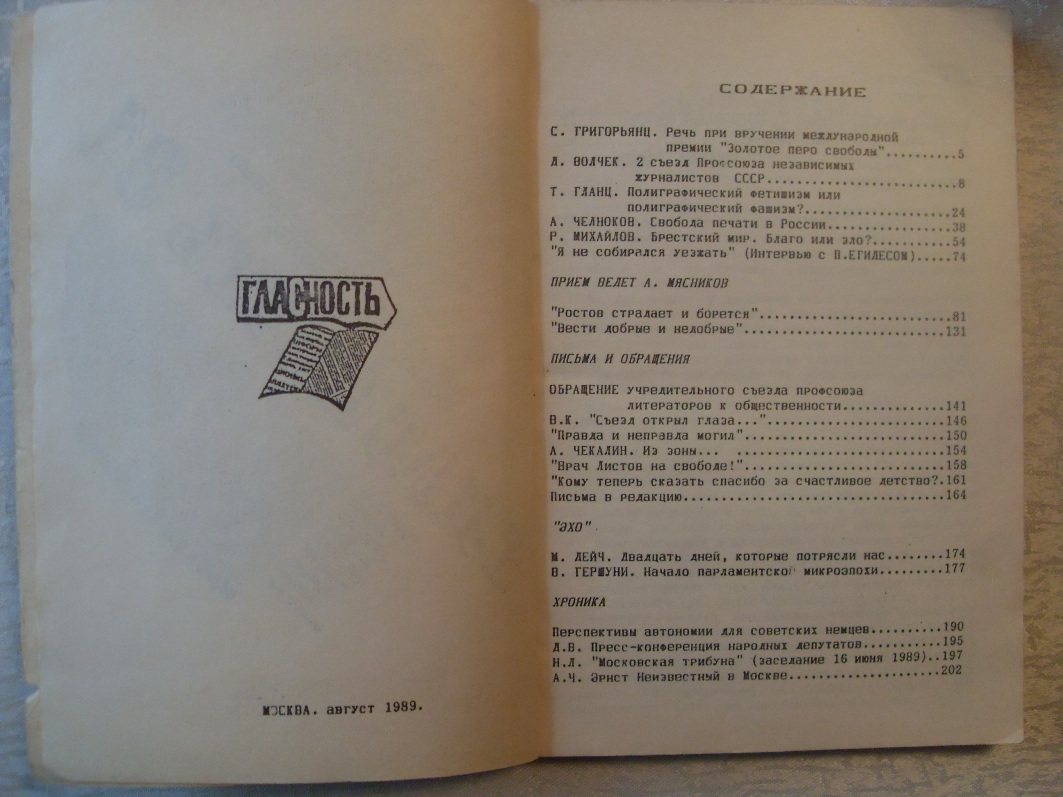 ГЛАСНОСТЬ
МОСКВА. август 1989.
СОДЕРЖАНИЕ
С. ГРИГОРЬЯНЦ. Речь при вручении международной
премии "Золотое перо свободы"..........5
Д. ВОЛЧЕК. 2 съезд Профсоюза независимых
журналистов СССР........................8
Т. ГЛАНЦ. Полиграфический фетишизм или
полиграфический фашизм?...................24
А. ЧЕЛНОКОВ. Свобода печати в России................38
Р. МИХАЙЛОВ. Брестский мир. Благо или зло?..........54
"Я не собирался уезжать" (Интервью с П.ЕГИДЕСОМ).....74
ПРИЕМ ВЕДЕТ А. МЯСНИКОВ
"Ростов страдает и борется"..........................81
"Вести добрые и недобрые"..........................131
ПИСЬМА И ОБРАЩЕНИЯ
ОБРАЩЕНИЕ учредительного съезда профсоюза
литераторов к общественности.............141
В.К. "Съезд открыл глаза...".......................146
"Правда и неправда могил"..........................150
А. ЧЕКАЛИН. Из зоны... ...........................154
"Врач Листов на свободе!"..........................158
"Кому теперь сказать спасибо за счастливое детство?.161
Письма в редакцию..................................164
"ЭХО"
М. ДЕЙЧ. Двадцать дней, которые потрясли нас........174
В. ГЕРШУНИ. Начало парламентской микроэпохи.........177
ХРОНИКА
Перспективы автономии для советских немцев..........190
Д.В. Пресс-конференция народных депутатов...........195
Н.Л. "Московская трибуна" (заседание 16 июня 1989)..197
А.Ч. Эрнст Неизвестный в Москве.....................202